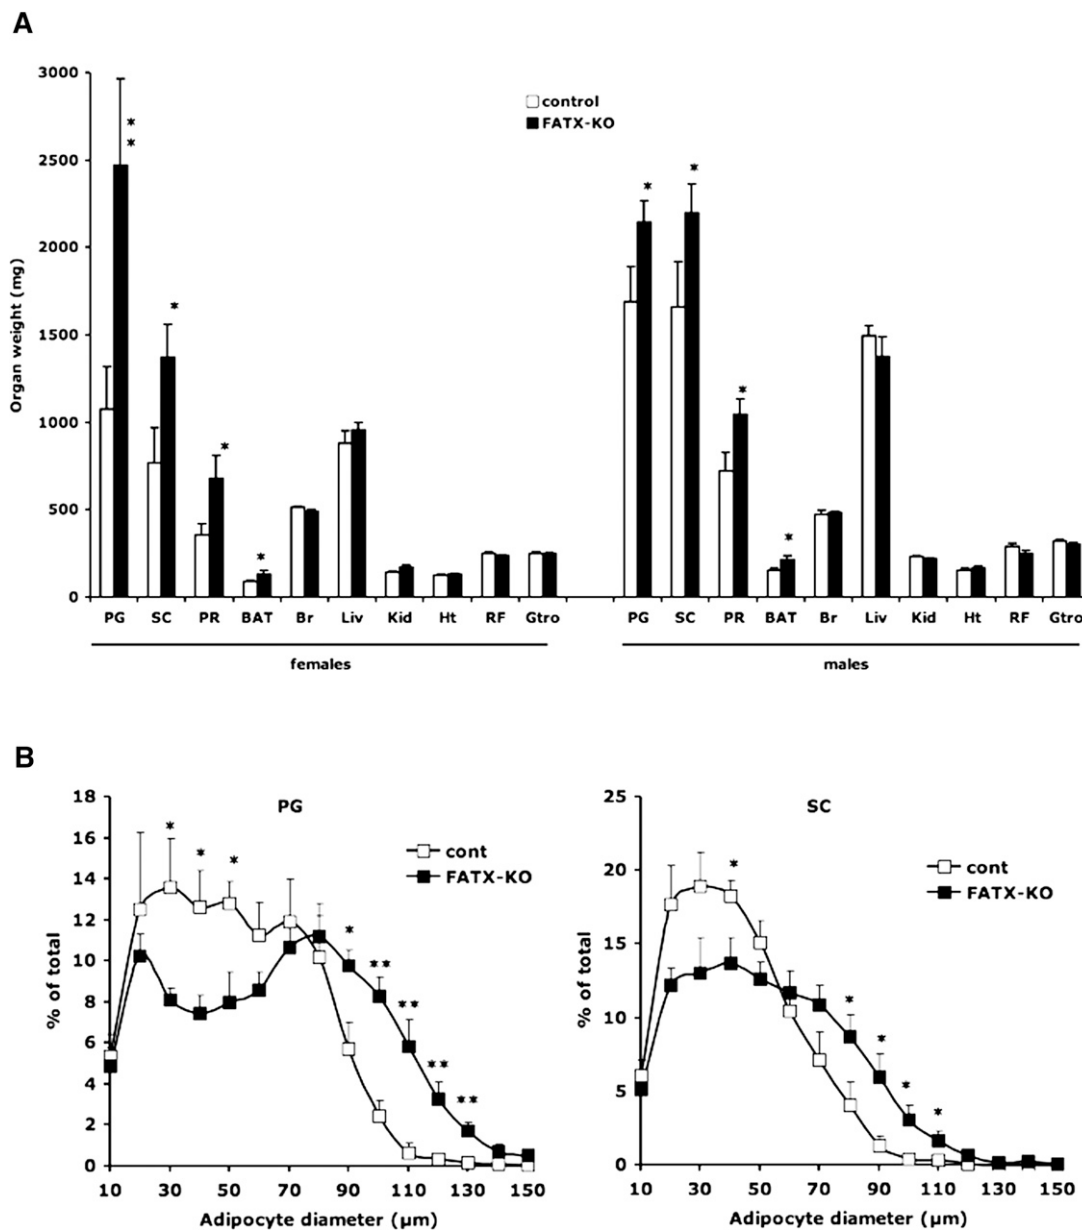 A
3000
2500
2000
1500
1000
500
0
Organ weight (mg)
control
FATX-KO
* *
*
*
*
*
*
*
*
PG SC PR BAT Br Liv Kid Ht RF Gtro PG SC PR BAT Br Liv Kid Ht RF Gtro
females males
B
PG
18
16
14
12
10
8
6
4
2
0
% of total
cont
FATX-KO
*
*
*
*
**
**
**
**
10 30 50 70 90 110 130 150
Adipocyte diameter (µm)
SC
25
20
15
10
5
0
% of total
cont
FATX-KO
*
*
*
*
*
10 30 50 70 90 110 130 150
Adipocyte diameter (µm)